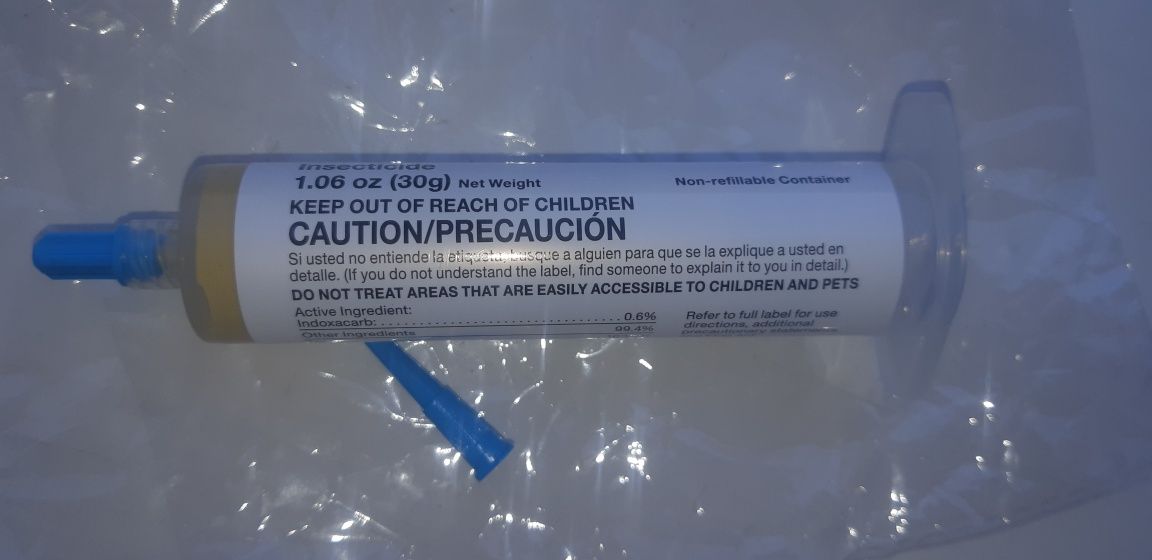 Insecticide
1.06 oz (30g) Net Weight
Non-refillable Container
KEEP OUT OF REACH OF CHILDREN
CAUTION/PRECAUCIÓN
Si usted no entiende la etiqueta, busque a alguien para que se la explique a usted en
detalle. (If you do not understand the label, find someone to explain it to you in detail.)
DO NOT TREAT AREAS THAT ARE EASILY ACCESSIBLE TO CHILDREN AND PETS
Active Ingredient:
Indoxacarb: . . . . . . . . . . . . . . . . . . . . . . . . . . . . . . . . . . . . . . . 0.6%
Other Ingredients 99.4%
Refer to full label for use
directions, additional
precautionary statements